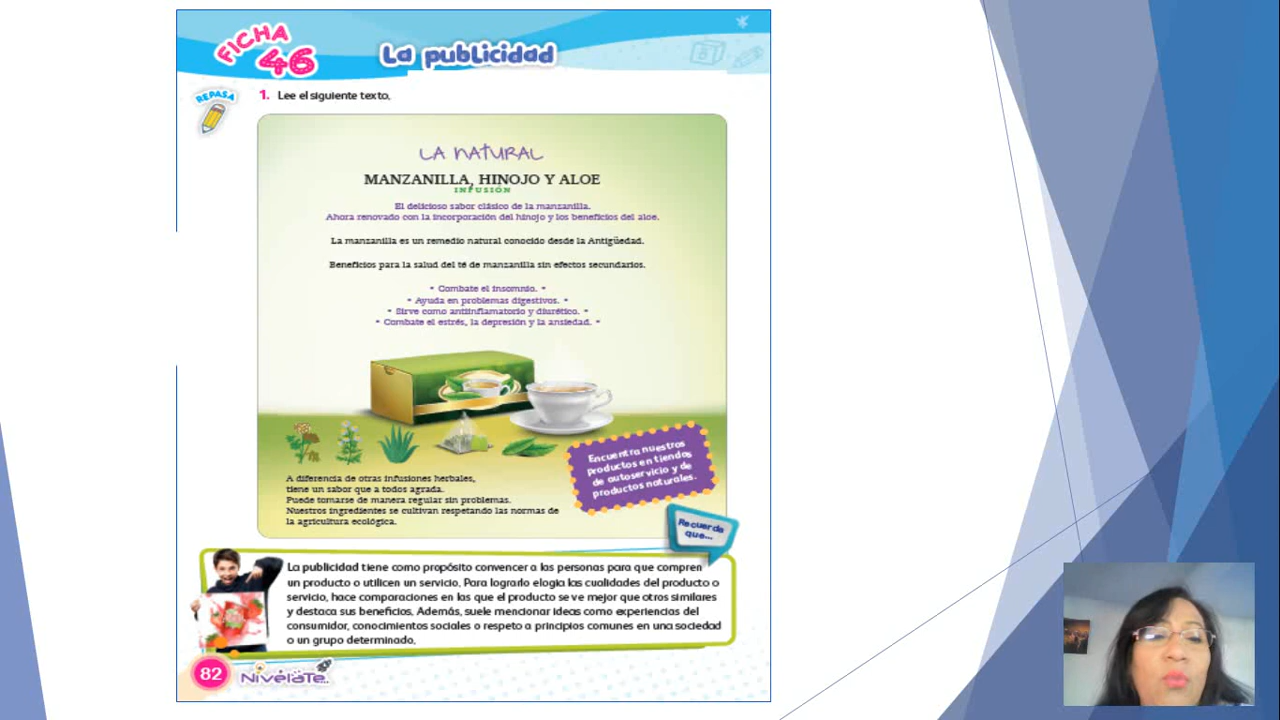 FICHA
46
La publicidad
REPASA
1. Lee el siguiente texto.
LA NATURAL
MANZANILLA, HINOJO Y ALOE
INFUSIÓN
El delicioso sabor clásico de la manzanilla.
Ahora renovado con la incorporación del hinojo y los beneficios del aloe.
La manzanilla es un remedio natural conocido desde la Antigüedad.
Beneficios para la salud del té de manzanilla sin efectos secundarios.
• Combate el insomnio. •
• Ayuda en problemas digestivos. •
• Sirve como antiinflamatorio y diurético. •
• Combate el estrés, la depresión y la ansiedad. •
Encuentra nuestros
productos en tiendas
de autoservicio y de
productos naturales.
A diferencia de otras infusiones herbales,
tiene un sabor que a todos agrada.
Puede tomarse de manera regular sin problemas.
Nuestros ingredientes se cultivan respetando las normas de
la agricultura ecológica.
Recuerda
que...
La publicidad tiene como propósito convencer a las personas para que compren
un producto o utilicen un servicio. Para lograrlo elogia las cualidades del producto o
servicio, hace comparaciones en las que el producto se ve mejor que otros similares
y destaca sus beneficios. Además, suele mencionar ideas como experiencias del
consumidor, conocimientos sociales o respeto a principios comunes en una sociedad
o un grupo determinado.
82
Nivélate...